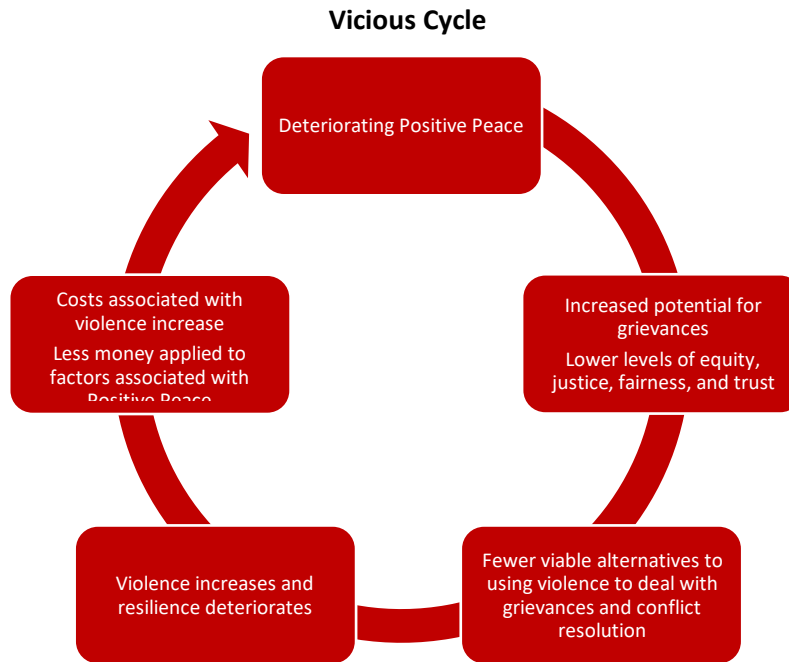 Vicious Cycle
Deteriorating Positive Peace
Increased potential for
grievances
Lower levels of equity,
justice, fairness, and trust
Fewer viable alternatives to
using violence to deal with
grievances and conflict
resolution
Violence increases and
resilience deteriorates
Costs associated with
violence increase
Less money applied to
factors associated with
Positive Peace